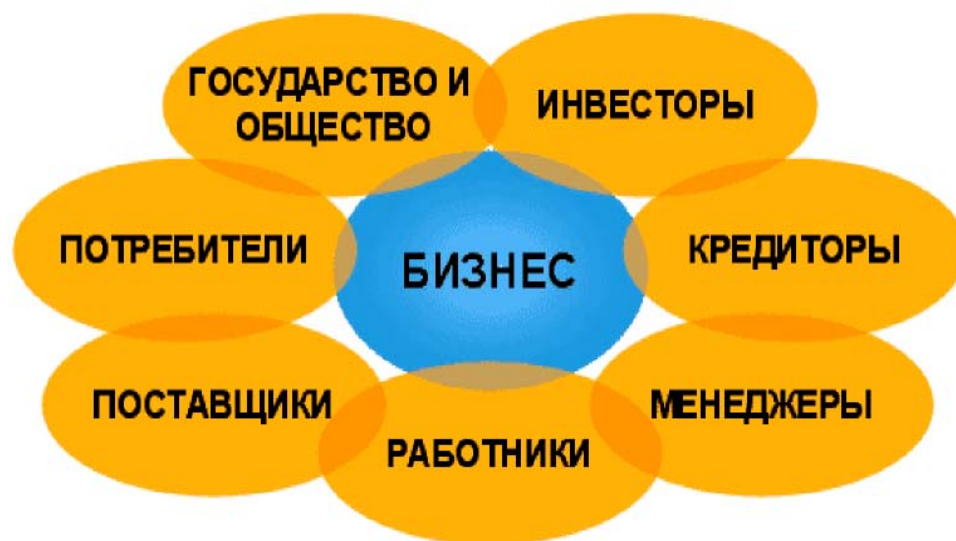 ГОСУДАРСТВО И
ОБЩЕСТВО
ИНВЕСТОРЫ
ПОТРЕБИТЕЛИ
БИЗНЕС
КРЕДИТОРЫ
ПОСТАВЩИКИ
РАБОТНИКИ
МЕНЕДЖЕРЫ